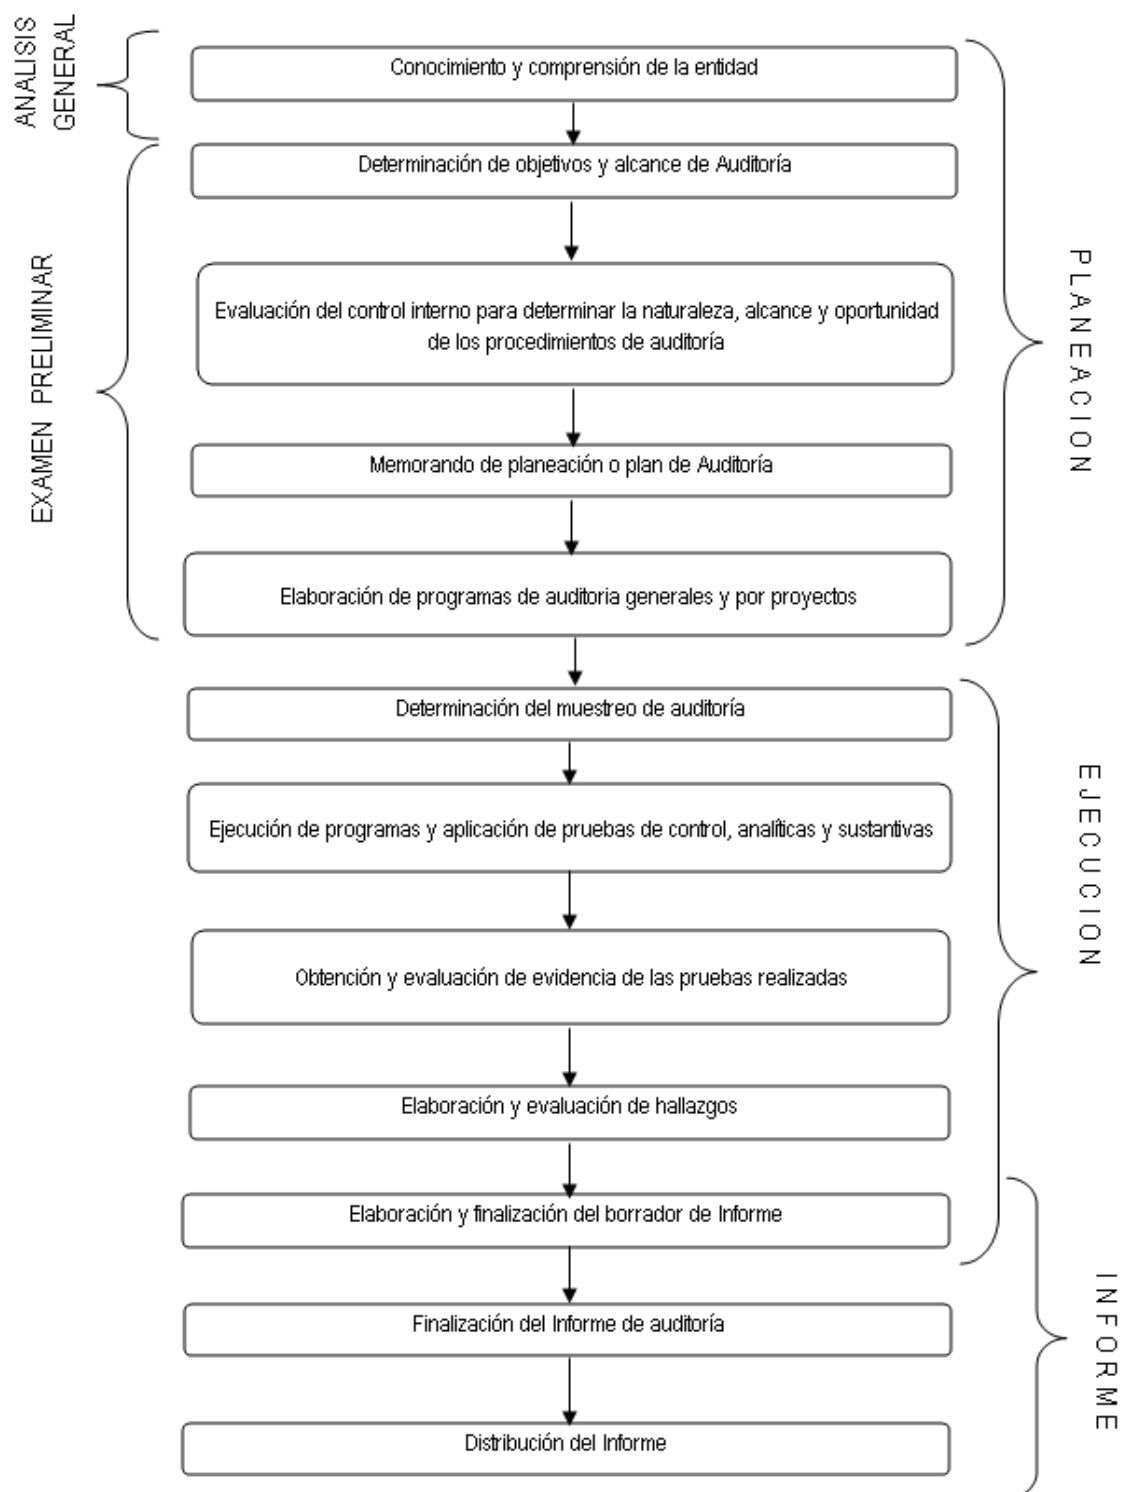 ANALISIS
GENERAL
Conocimiento y comprensión de la entidad
Determinación de objetivos y alcance de Auditoría
EXAMEN PRELIMINAR
PLANEACION
Evaluación del control interno para determinar la naturaleza, alcance y oportunidad
de los procedimientos de auditoría
Memorando de planeación o plan de Auditoría
Elaboración de programas de auditoria generales y por proyectos
Determinación del muestreo de auditoría
EJECUCION
Ejecución de programas y aplicación de pruebas de control, analíticas y sustantivas
Obtención y evaluación de evidencia de las pruebas realizadas
Elaboración y evaluación de hallazgos
Elaboración y finalización del borrador de Informe
INFORME
Finalización del Informe de auditoría
Distribución del Informe